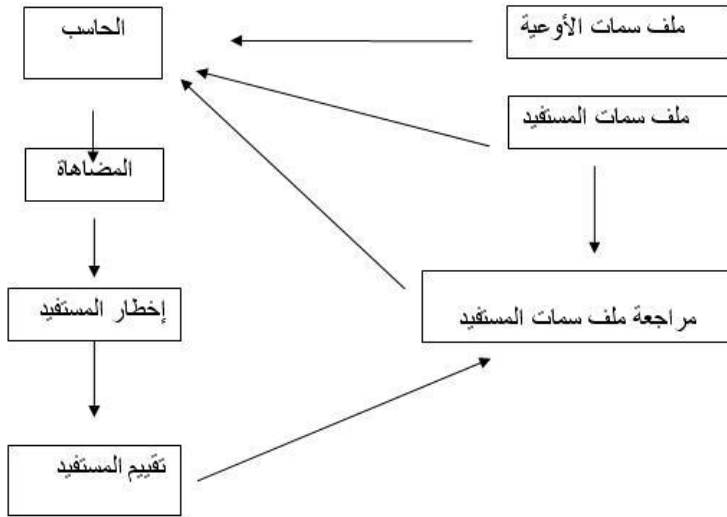 ملف سمات الأوعية
الحاسب
ملف سمات المستفيد
المضاهاة
إخطار المستفيد
مراجعة ملف سمات المستفيد
تقييم المستفيد